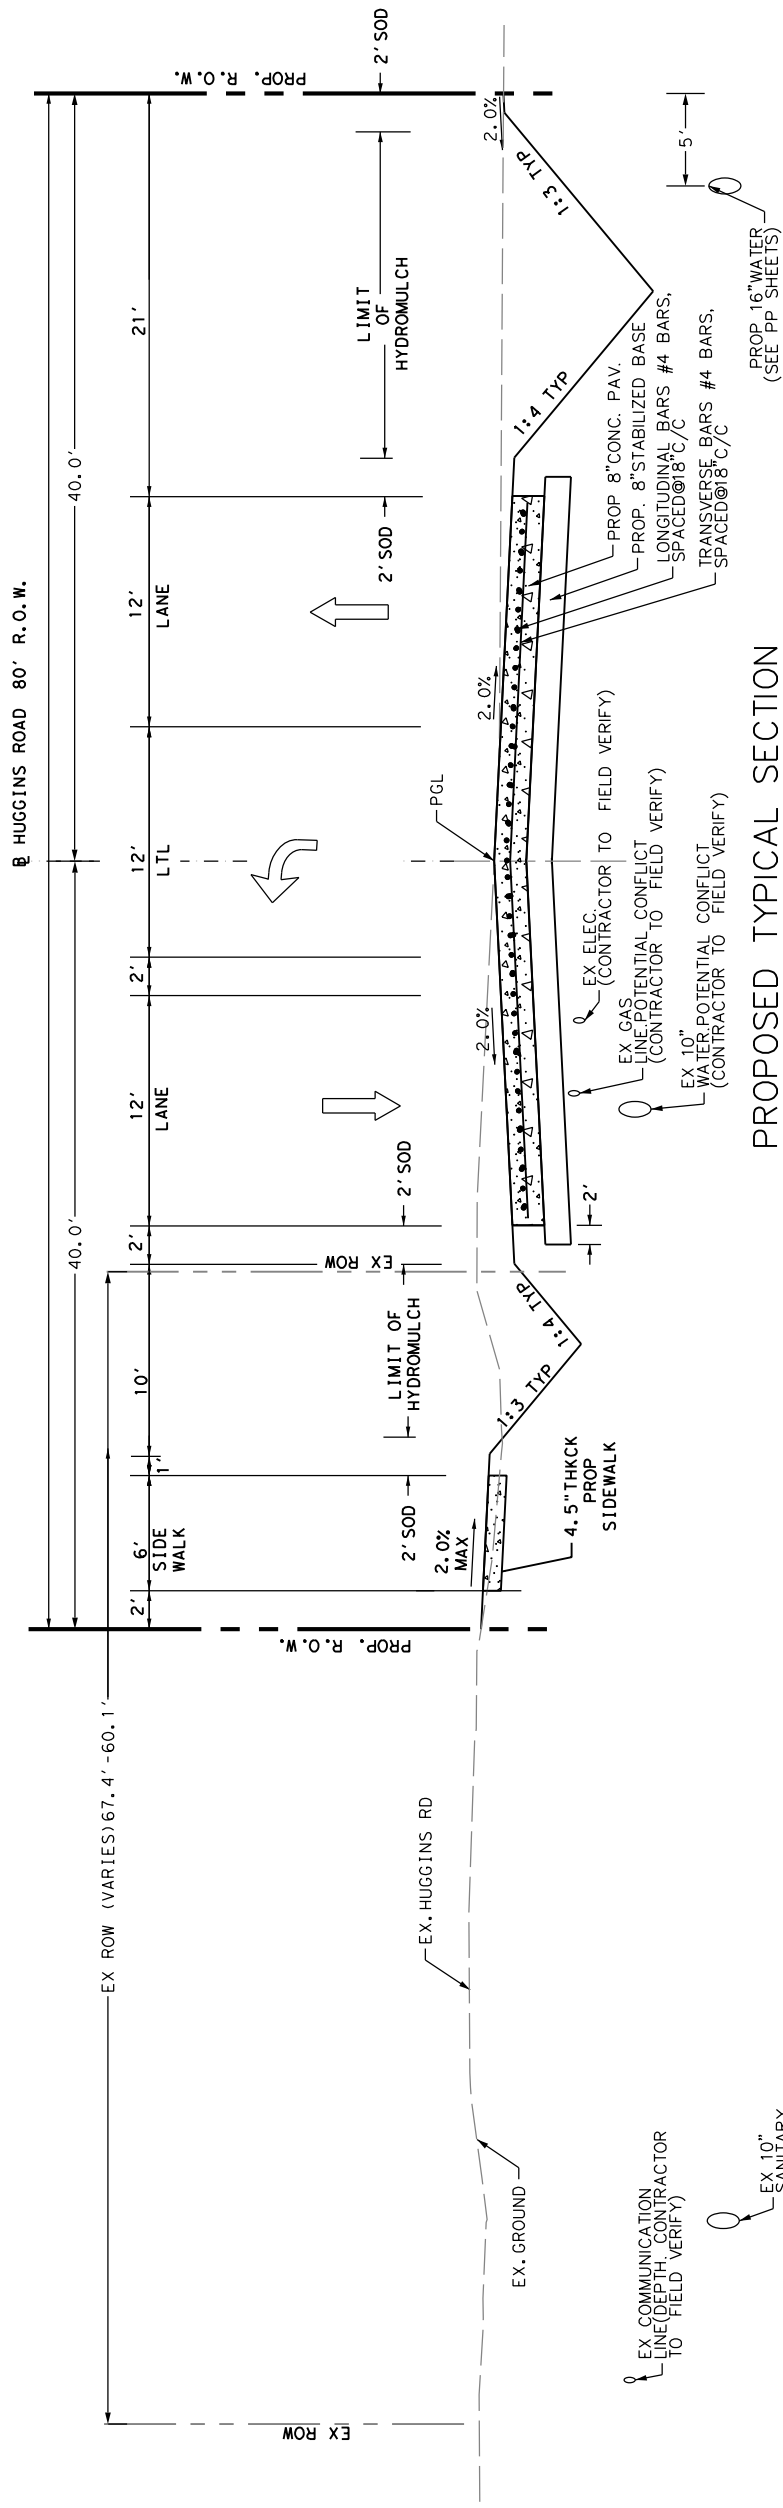 ℄ HUGGINS ROAD 80' R.O.W.
40.0'
40.0'
EX ROW (VARIES)67.4'-60.1'
2'
6'
SIDE
WALK
1'
10'
2'
12'
LANE
2'
12'
LTL
12'
LANE
21'
EX ROW
PROP. R.O.W.
EX ROW
PROP. R.O.W.
2' SOD
LIMIT OF
HYDROMULCH
2' SOD
2' SOD
LIMIT
OF
HYDROMULCH
2' SOD
EX.HUGGINS RD
EX.GROUND
2.0%
MAX
2.0%
PGL
2.0%
2.0%
1:3 TYP
1:4 TYP
1:4 TYP
1:3 TYP
4.5"THKCK
PROP
SIDEWALK
2'
5'
EX COMMUNICATION
LINE(DEPTH. CONTRACTOR
TO FIELD VERIFY)
EX 10"
SANITARY
EX ELEC.
(CONTRACTOR TO FIELD VERIFY)
EX GAS
LINE.POTENTIAL CONFLICT
(CONTRACTOR TO FIELD VERIFY)
EX 10"
WATER.POTENTIAL CONFLICT
(CONTRACTOR TO FIELD VERIFY)
PROP 8"CONC. PAV.
PROP. 8"STABILIZED BASE
LONGITUDINAL BARS #4 BARS,
SPACED@18"C/C
TRANSVERSE BARS #4 BARS,
SPACED@18"C/C
PROP 16"WATER
(SEE PP SHEETS)
PROPOSED TYPICAL SECTION